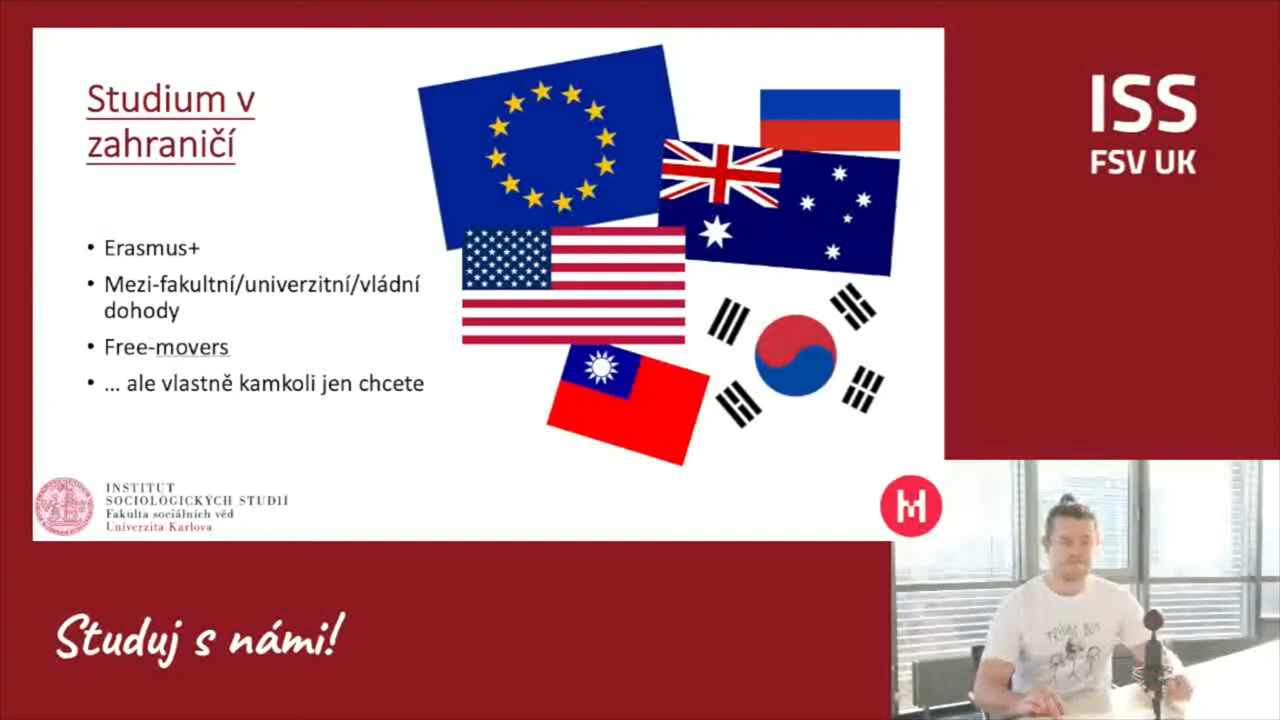 Studium v
zahraničí
• Erasmus+
• Mezi-fakultní/univerzitní/vládní
dohody
• Free-movers
• ... ale vlastně kamkoli jen chcete
INSTITUT
SOCIOLOGICKÝCH STUDIÍ
Fakulta sociálních věd
Univerzita Karlova
M
ISS
FSV UK
Studuj s námi!